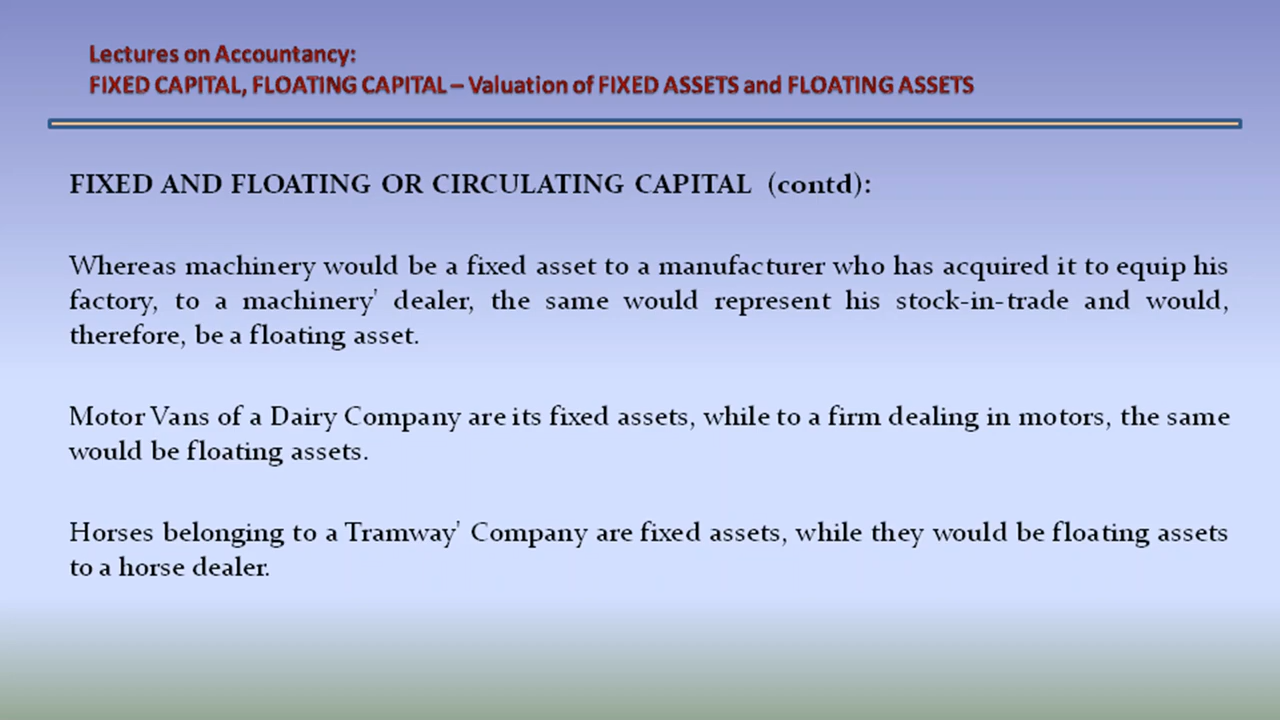 Lectures on Accountancy:
FIXED CAPITAL, FLOATING CAPITAL – Valuation of FIXED ASSETS and FLOATING ASSETS
FIXED AND FLOATING OR CIRCULATING CAPITAL (contd):
Whereas machinery would be a fixed asset to a manufacturer who has acquired it to equip his
factory, to a machinery' dealer, the same would represent his stock-in-trade and would,
therefore, be a floating asset.
Motor Vans of a Dairy Company are its fixed assets, while to a firm dealing in motors, the same
would be floating assets.
Horses belonging to a Tramway' Company are fixed assets, while they would be floating assets
to a horse dealer.